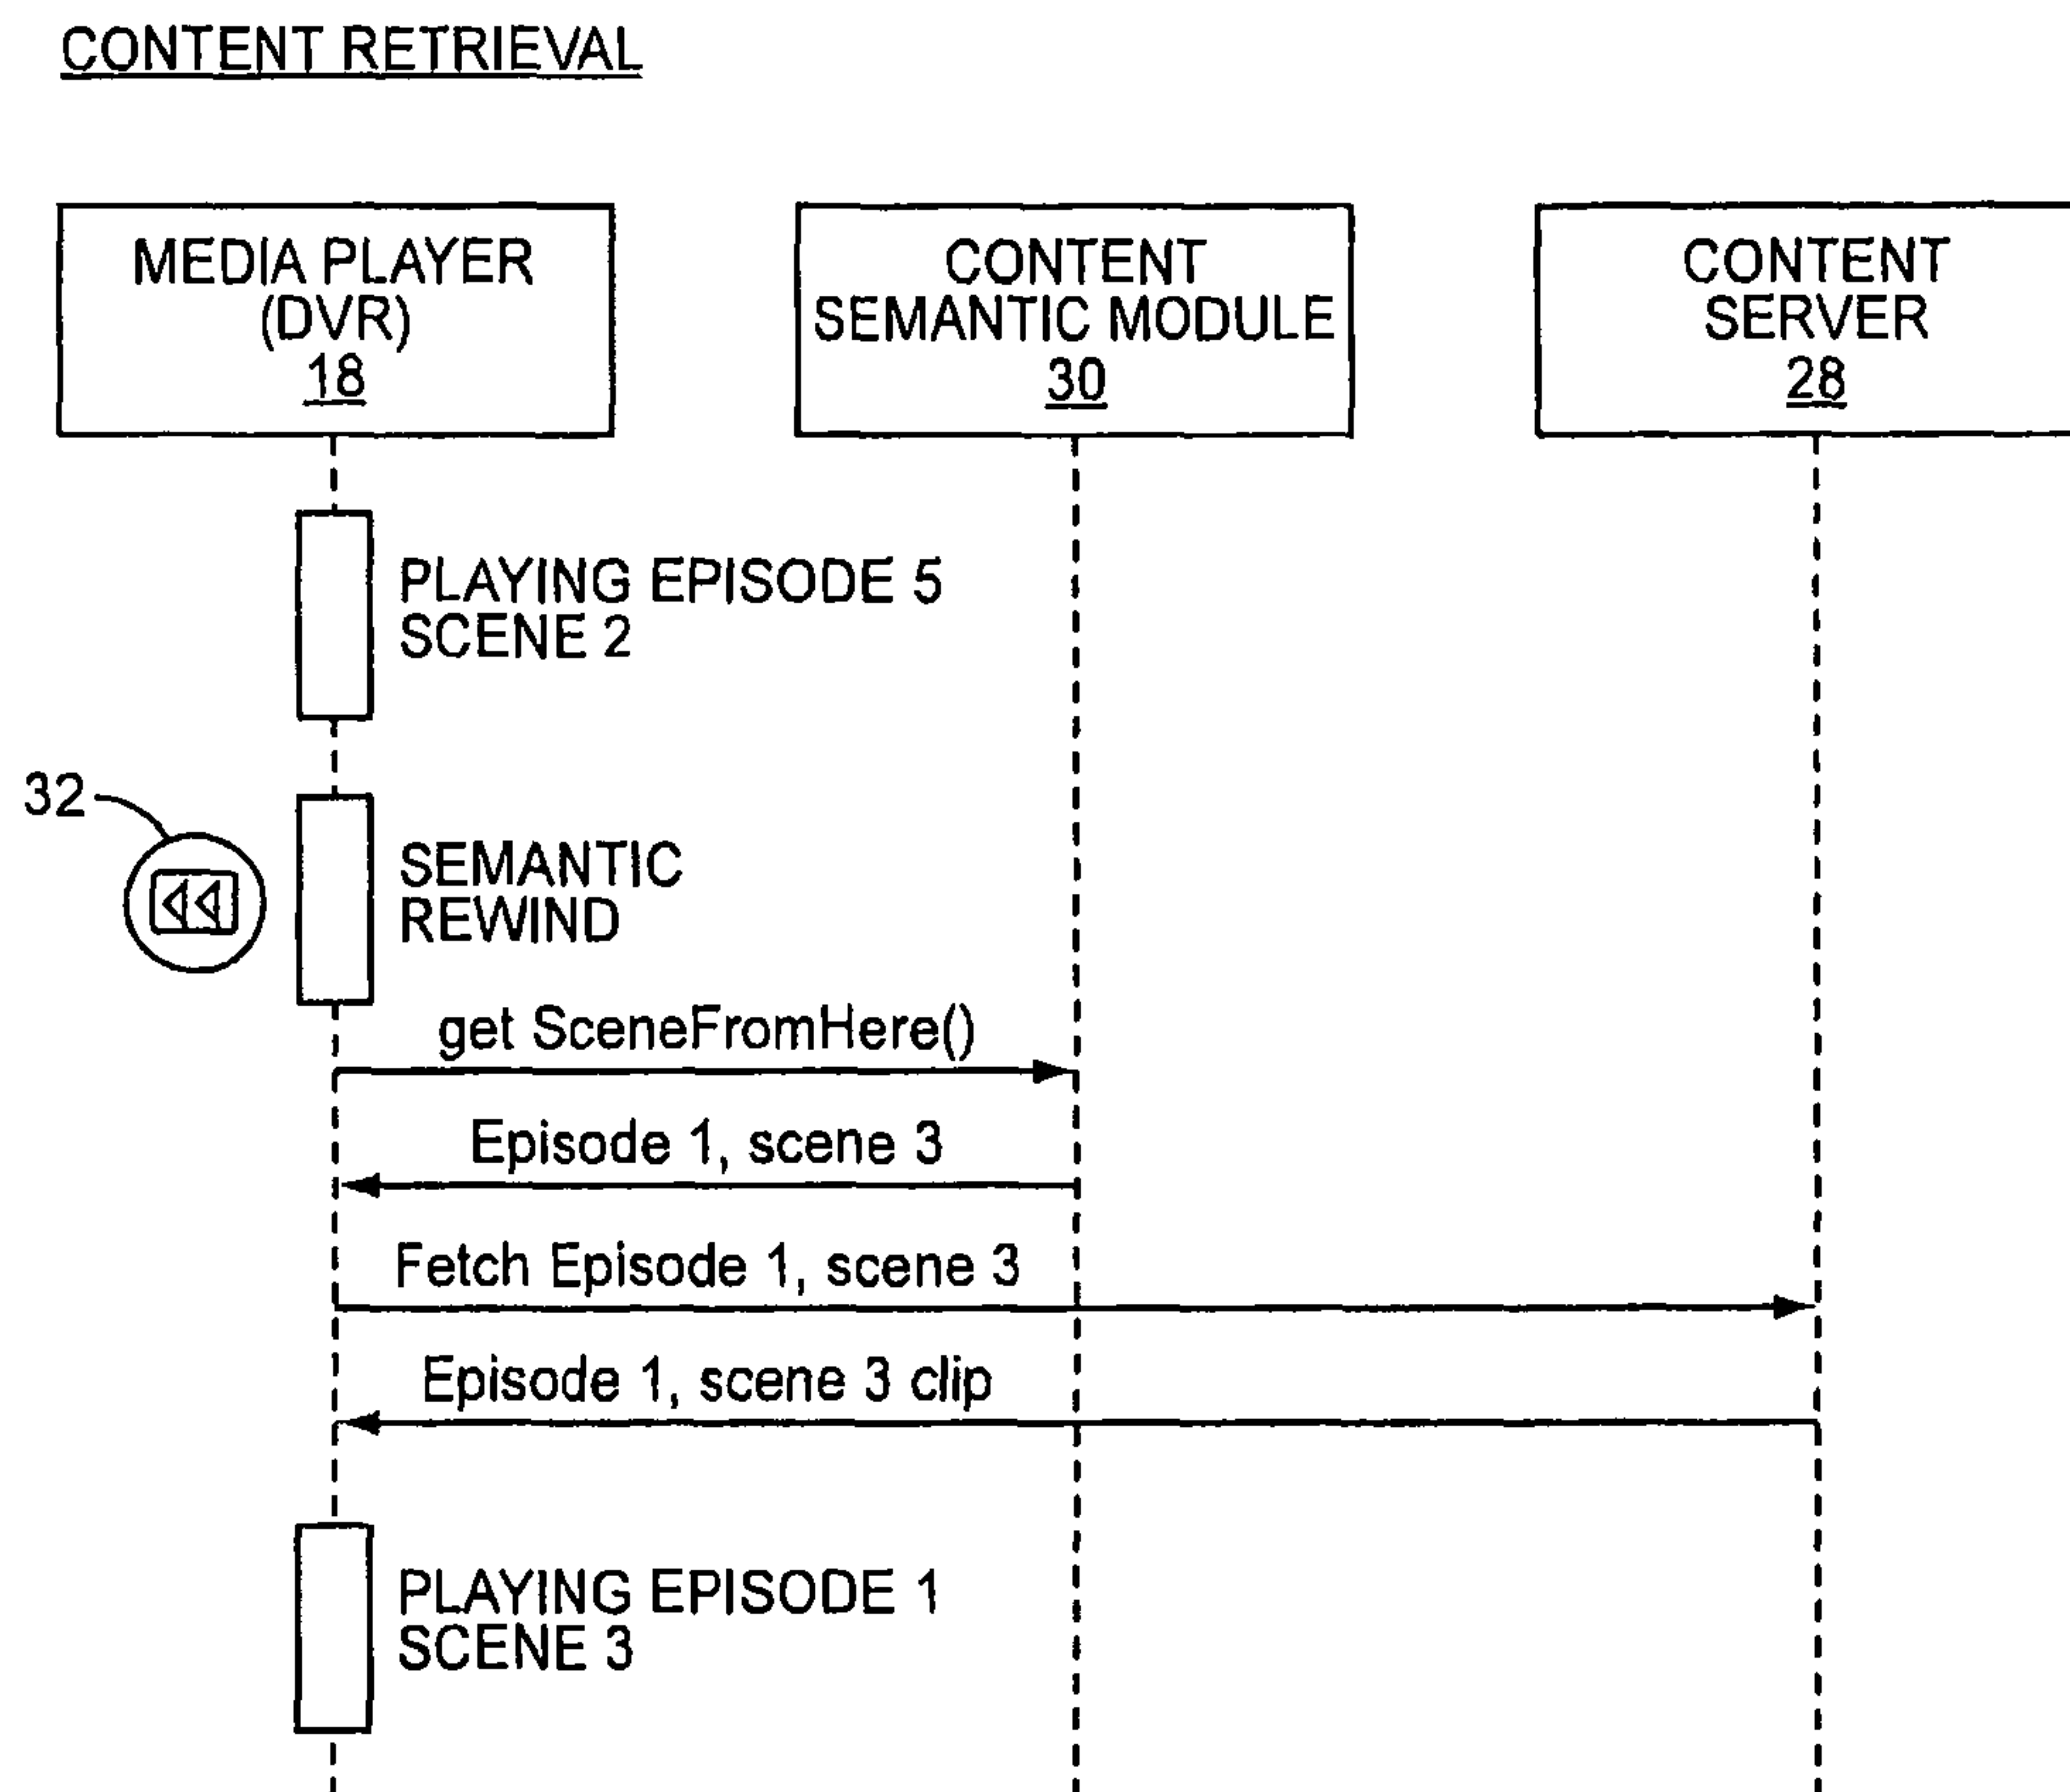 CONTENT RETRIEVAL
MEDIA PLAYER
(DVR)
18
CONTENT
SEMANTIC MODULE
30
CONTENT
SERVER
28
PLAYING EPISODE 5
SCENE 2
32
SEMANTIC
REWIND
get SceneFromHere()
Episode 1, scene 3
Fetch Episode 1, scene 3
Episode 1, scene 3 clip
PLAYING EPISODE 1
SCENE 3